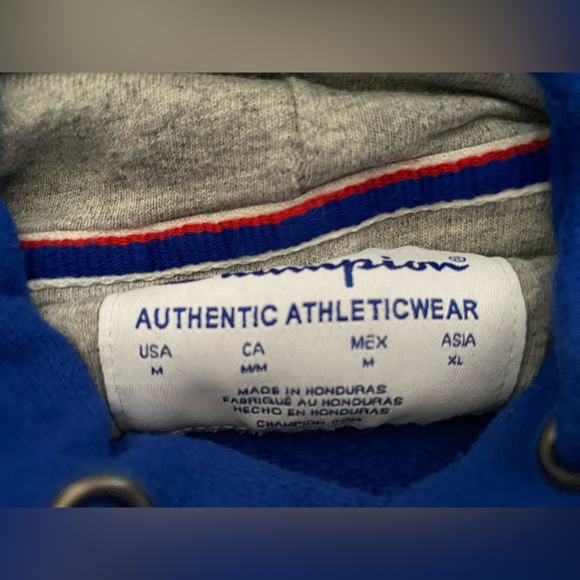 Champion®
AUTHENTIC ATHLETICWEAR
USA CA MEX ASIA
M M/M M XL
MADE IN HONDURAS
FABRIQUÉ AU HONDURAS
HECHO EN HONDURAS
CHAMPION.COM